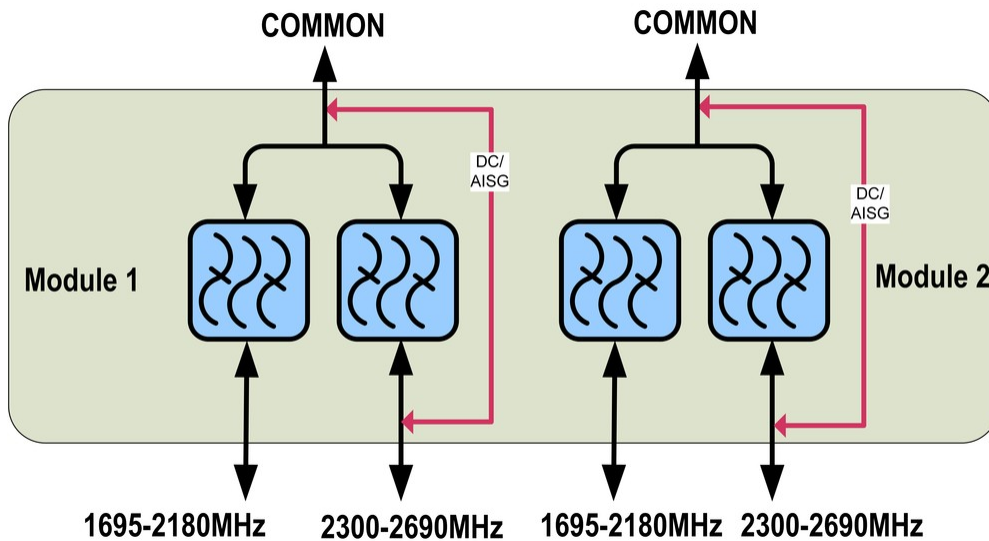 COMMON
COMMON
DC/
AISG
DC/
AISG
Module 1
Module 2
1695-2180MHz
2300-2690MHz
1695-2180MHz
2300-2690MHz